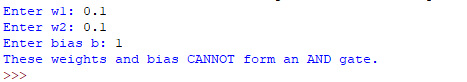 Enter w1: 0.1
Enter w2: 0.1
Enter bias b: 1
These weights and bias CANNOT form an AND gate.
>>>